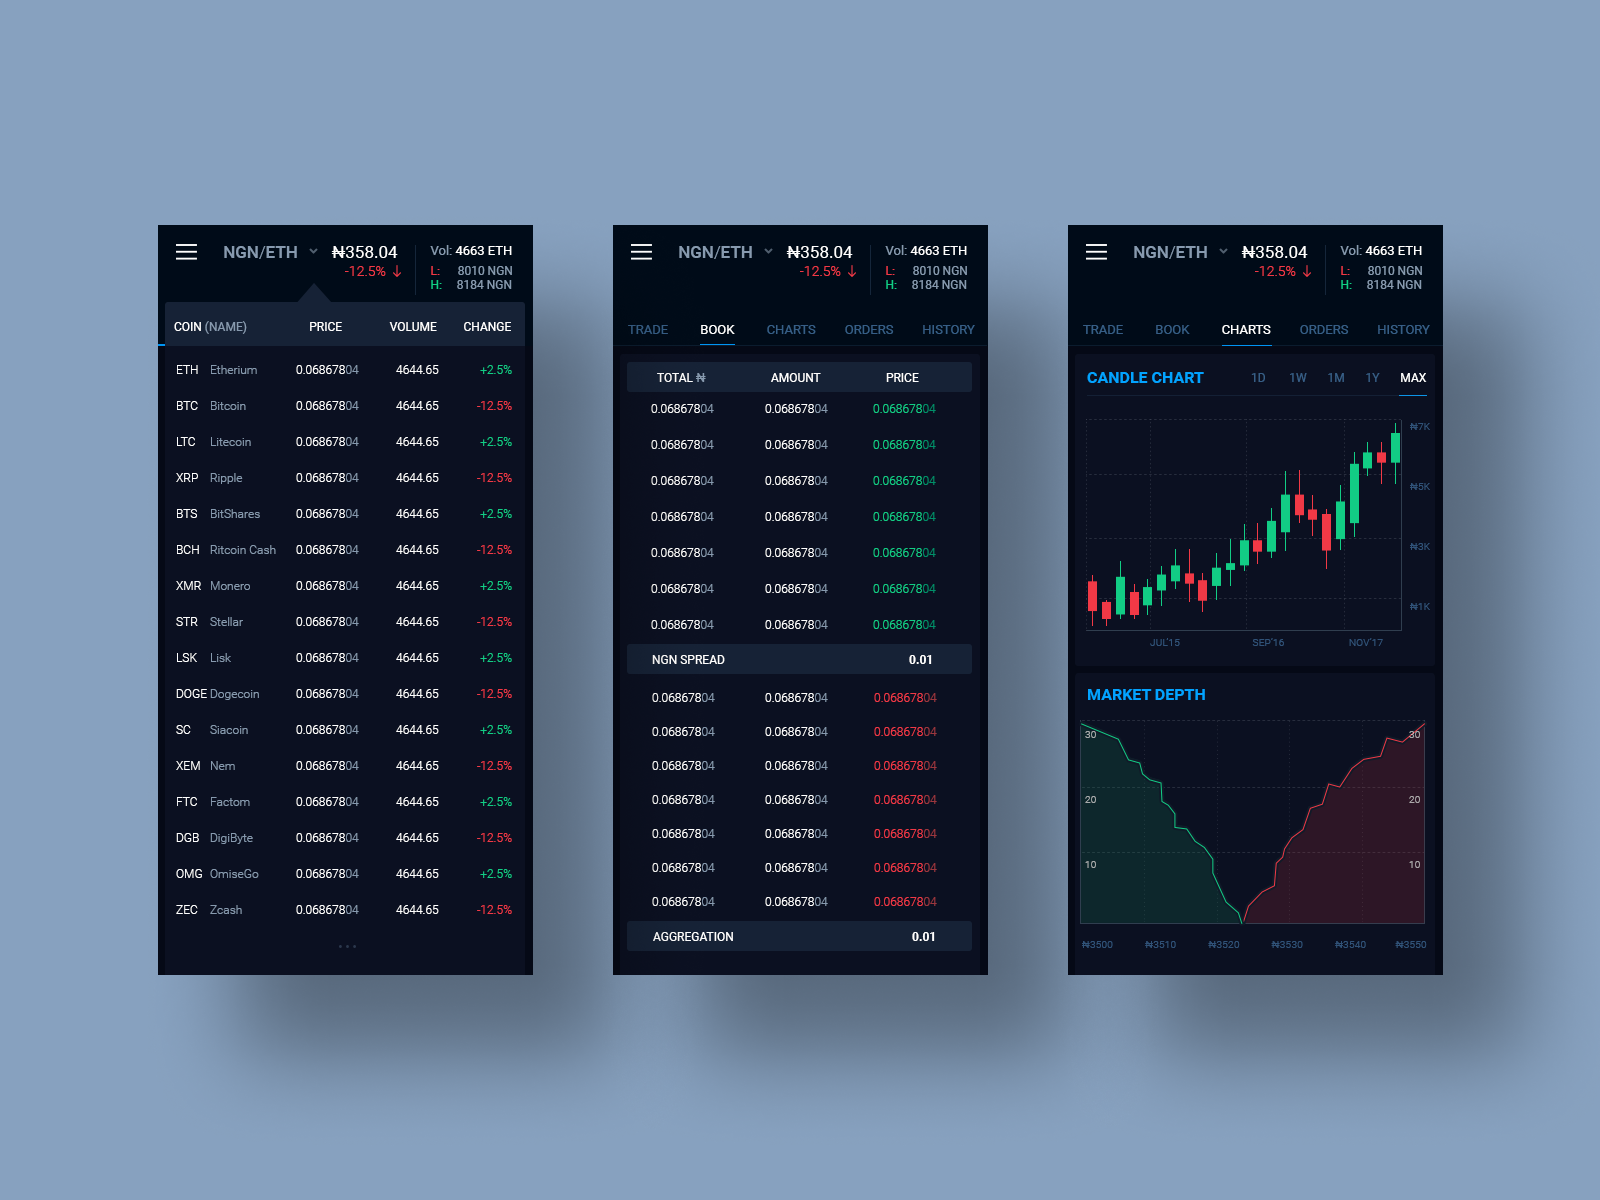 NGN/ETH ₦358.04 Vol: 4663 ETH
-12.5% ↓ L: 8010 NGN
H: 8184 NGN
COIN (NAME) PRICE VOLUME CHANGE
ETH Etherium 0.06867804 4644.65 +2.5%
BTC Bitcoin 0.06867804 4644.65 -12.5%
LTC Litecoin 0.06867804 4644.65 +2.5%
XRP Ripple 0.06867804 4644.65 -12.5%
BTS BitShares 0.06867804 4644.65 +2.5%
BCH Ritcoin Cash 0.06867804 4644.65 -12.5%
XMR Monero 0.06867804 4644.65 +2.5%
STR Stellar 0.06867804 4644.65 -12.5%
LSK Lisk 0.06867804 4644.65 +2.5%
DOGE Dogecoin 0.06867804 4644.65 -12.5%
SC Siacoin 0.06867804 4644.65 +2.5%
XEM Nem 0.06867804 4644.65 -12.5%
FTC Factom 0.06867804 4644.65 +2.5%
DGB DigiByte 0.06867804 4644.65 -12.5%
OMG OmiseGo 0.06867804 4644.65 +2.5%
ZEC Zcash 0.06867804 4644.65 -12.5%
...
NGN/ETH ₦358.04 Vol: 4663 ETH
-12.5% ↓ L: 8010 NGN
H: 8184 NGN
TRADE BOOK CHARTS ORDERS HISTORY
TOTAL ₦ AMOUNT PRICE
0.06867804 0.06867804 0.06867804
0.06867804 0.06867804 0.06867804
0.06867804 0.06867804 0.06867804
0.06867804 0.06867804 0.06867804
0.06867804 0.06867804 0.06867804
0.06867804 0.06867804 0.06867804
0.06867804 0.06867804 0.06867804
NGN SPREAD 0.01
0.06867804 0.06867804 0.06867804
0.06867804 0.06867804 0.06867804
0.06867804 0.06867804 0.06867804
0.06867804 0.06867804 0.06867804
0.06867804 0.06867804 0.06867804
0.06867804 0.06867804 0.06867804
0.06867804 0.06867804 0.06867804
AGGREGATION 0.01
NGN/ETH ₦358.04 Vol: 4663 ETH
-12.5% ↓ L: 8010 NGN
H: 8184 NGN
TRADE BOOK CHARTS ORDERS HISTORY
CANDLE CHART 1D 1W 1M 1Y MAX
₦7K
₦5K
₦3K
₦1K
JUL'15 SEP'16 NOV'17
MARKET DEPTH
30 30
20 20
10 10
₦3500 ₦3510 ₦3520 ₦3530 ₦3540 ₦3550